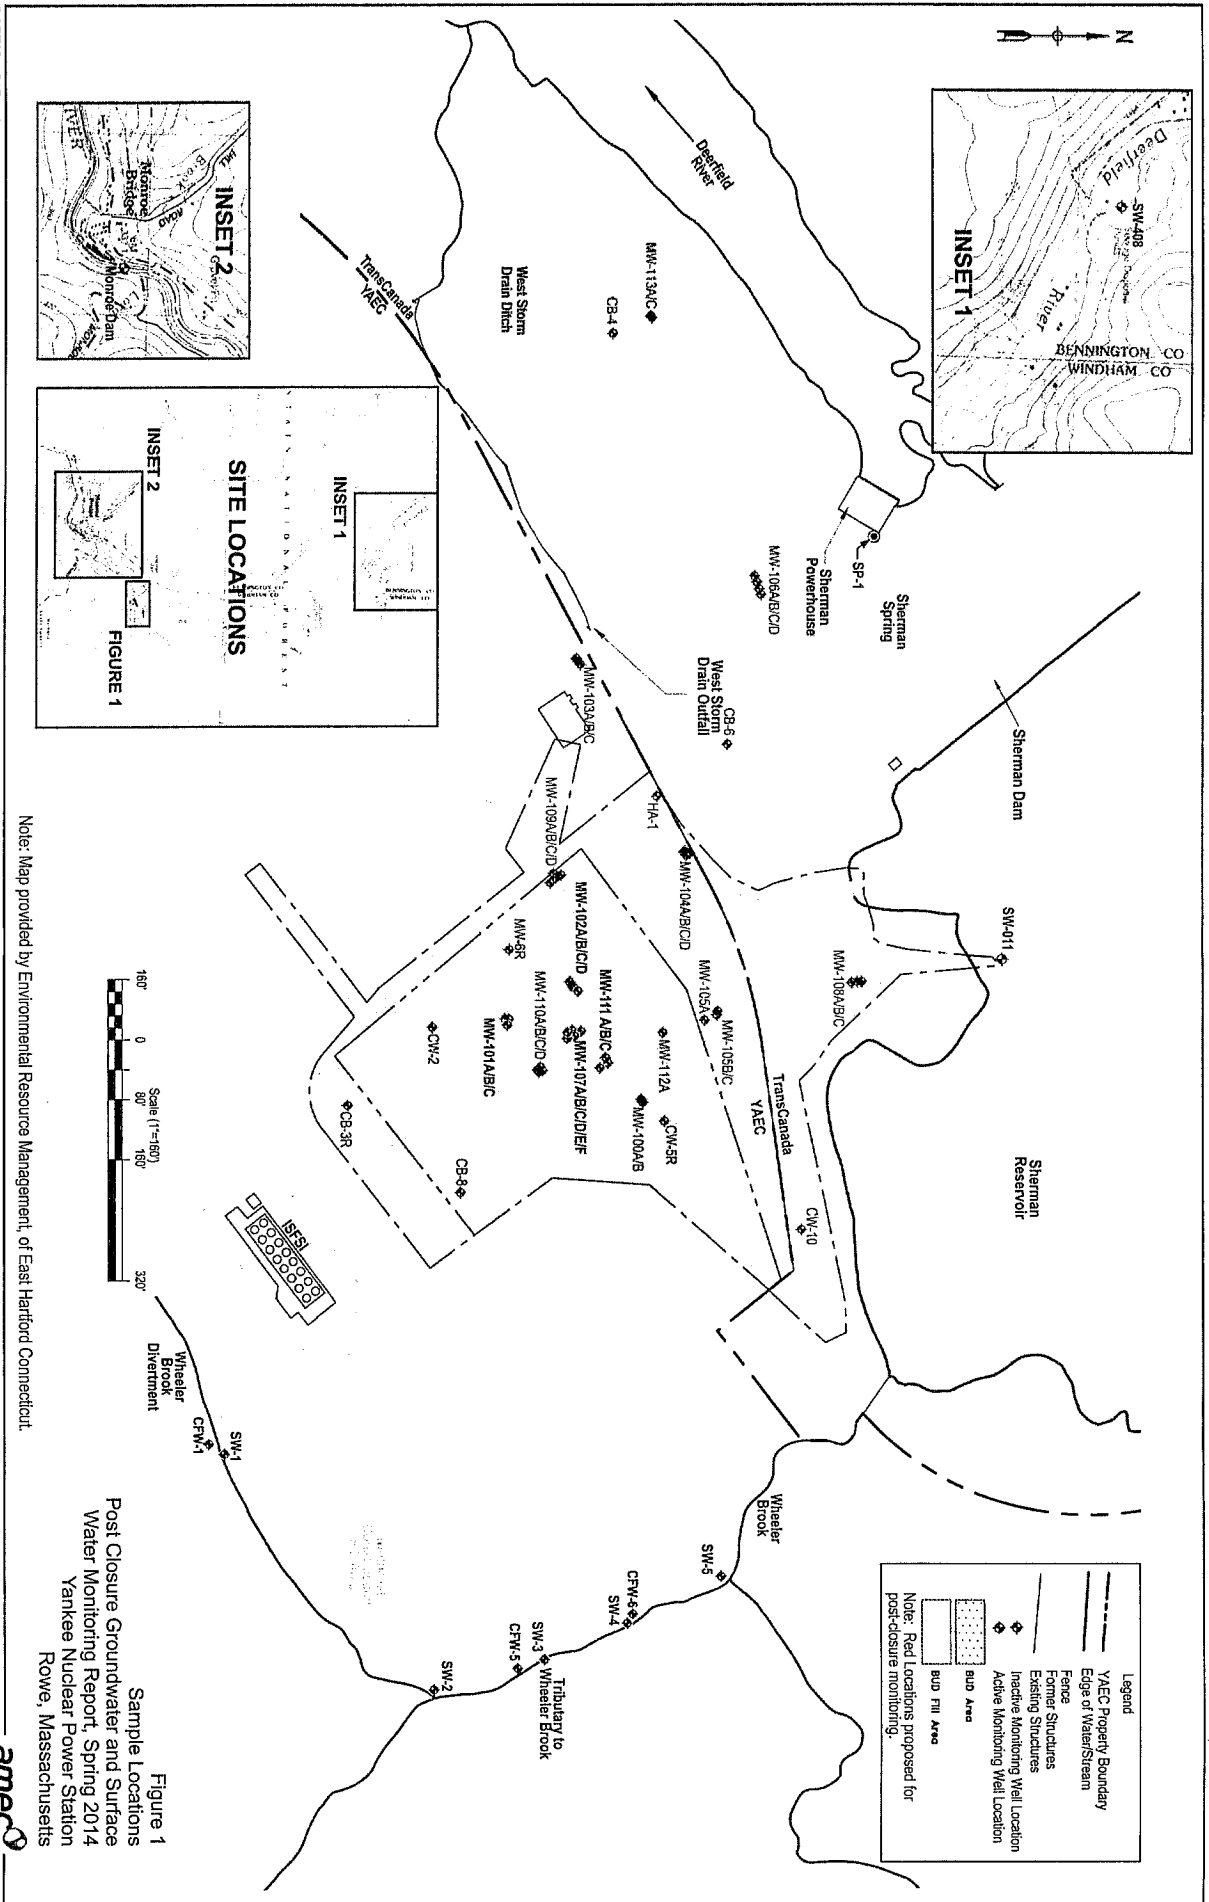 N
Deerfield
SW-408
River
BENNINGTON CO
WINDHAM CO
INSET 1
Deerfield
River
MW-113A/C
CB-4
West Storm
Drain Ditch
TransCanada
YAEC
SP-1
Sherman
Spring
Sherman
Powerhouse
MW-106A/B/C/D
Sherman Dam
West Storm
Drain Outfall
CB-6
MW-103A/B/C
HA-1
MW-109A/B/C/D
MW-104A/B/C/D
SW-011
MW-108A/B/C
MW-102A/B/C/D
MW-6R
MW-105A
MW-105B/C
MW-111 A/B/C
MW-110A/B/C/D
MW-101A/B/C
MW-107A/B/C/D/E/F
MW-112A
MW-100A/B
CW-5R
CW-2
CB-3R
CB-8
TransCanada
YAEC
CW-10
Sherman
Reservoir
ISFSI
Wheeler
Brook
Divertment
CFW-1
SW-1
Wheeler
Brook
SW-5
CFW-6
SW-4
SW-3
CFW-5
Tributary to
Wheeler Brook
SW-2
INSET 2
RIVER
Monroe
Bridge
Brook
ROAD
Monroe Dam
INSET 1
SITE LOCATIONS
INSET 2
FIGURE 1
160'
0
80'
160'
320'
Scale (1"=160')
Legend
YAEC Property Boundary
Edge of Water/Stream
Fence
Former Structures
Existing Structures
Inactive Monitoring Well Location
Active Monitoring Well Location
BUD Area
BUD Fill Area
Note: Red Locations proposed for
post-closure monitoring.
Note: Map provided by Environmental Resource Management, of East Hartford Connecticut.
Figure 1
Sample Locations
Post Closure Groundwater and Surface
Water Monitoring Report, Spring 2014
Yankee Nuclear Power Station
Rowe, Massachusetts
amec